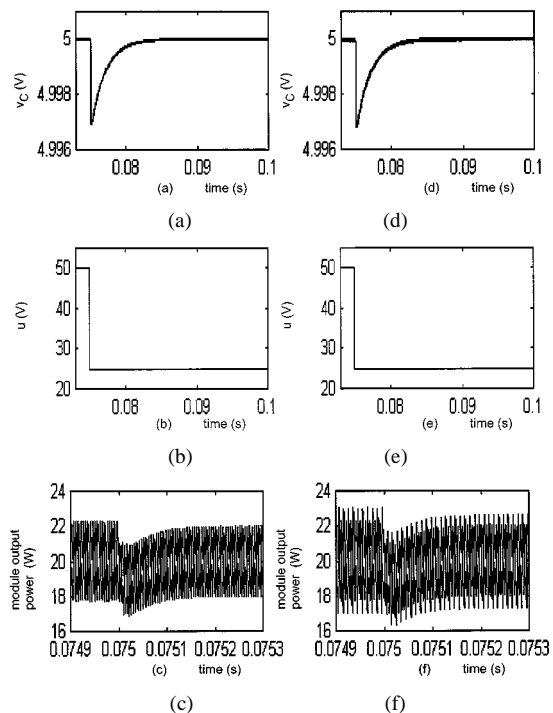 5
4.998
4.996
v_C (V)
0.08 0.09 0.1
(a) time (s)
(a)
5
4.998
4.996
v_C (V)
0.08 0.09 0.1
(d) time (s)
(d)
50
40
30
20
u (V)
0.08 0.09 0.1
(b) time (s)
(b)
50
40
30
20
u (V)
0.08 0.09 0.1
(e) time (s)
(e)
24
22
20
18
16
module output
power (W)
0.0749 0.075 0.0751 0.0752 0.0753
(c) time (s)
(c)
24
22
20
18
16
module output
power (W)
0.0749 0.075 0.0751 0.0752 0.0753
(f) time (s)
(f)